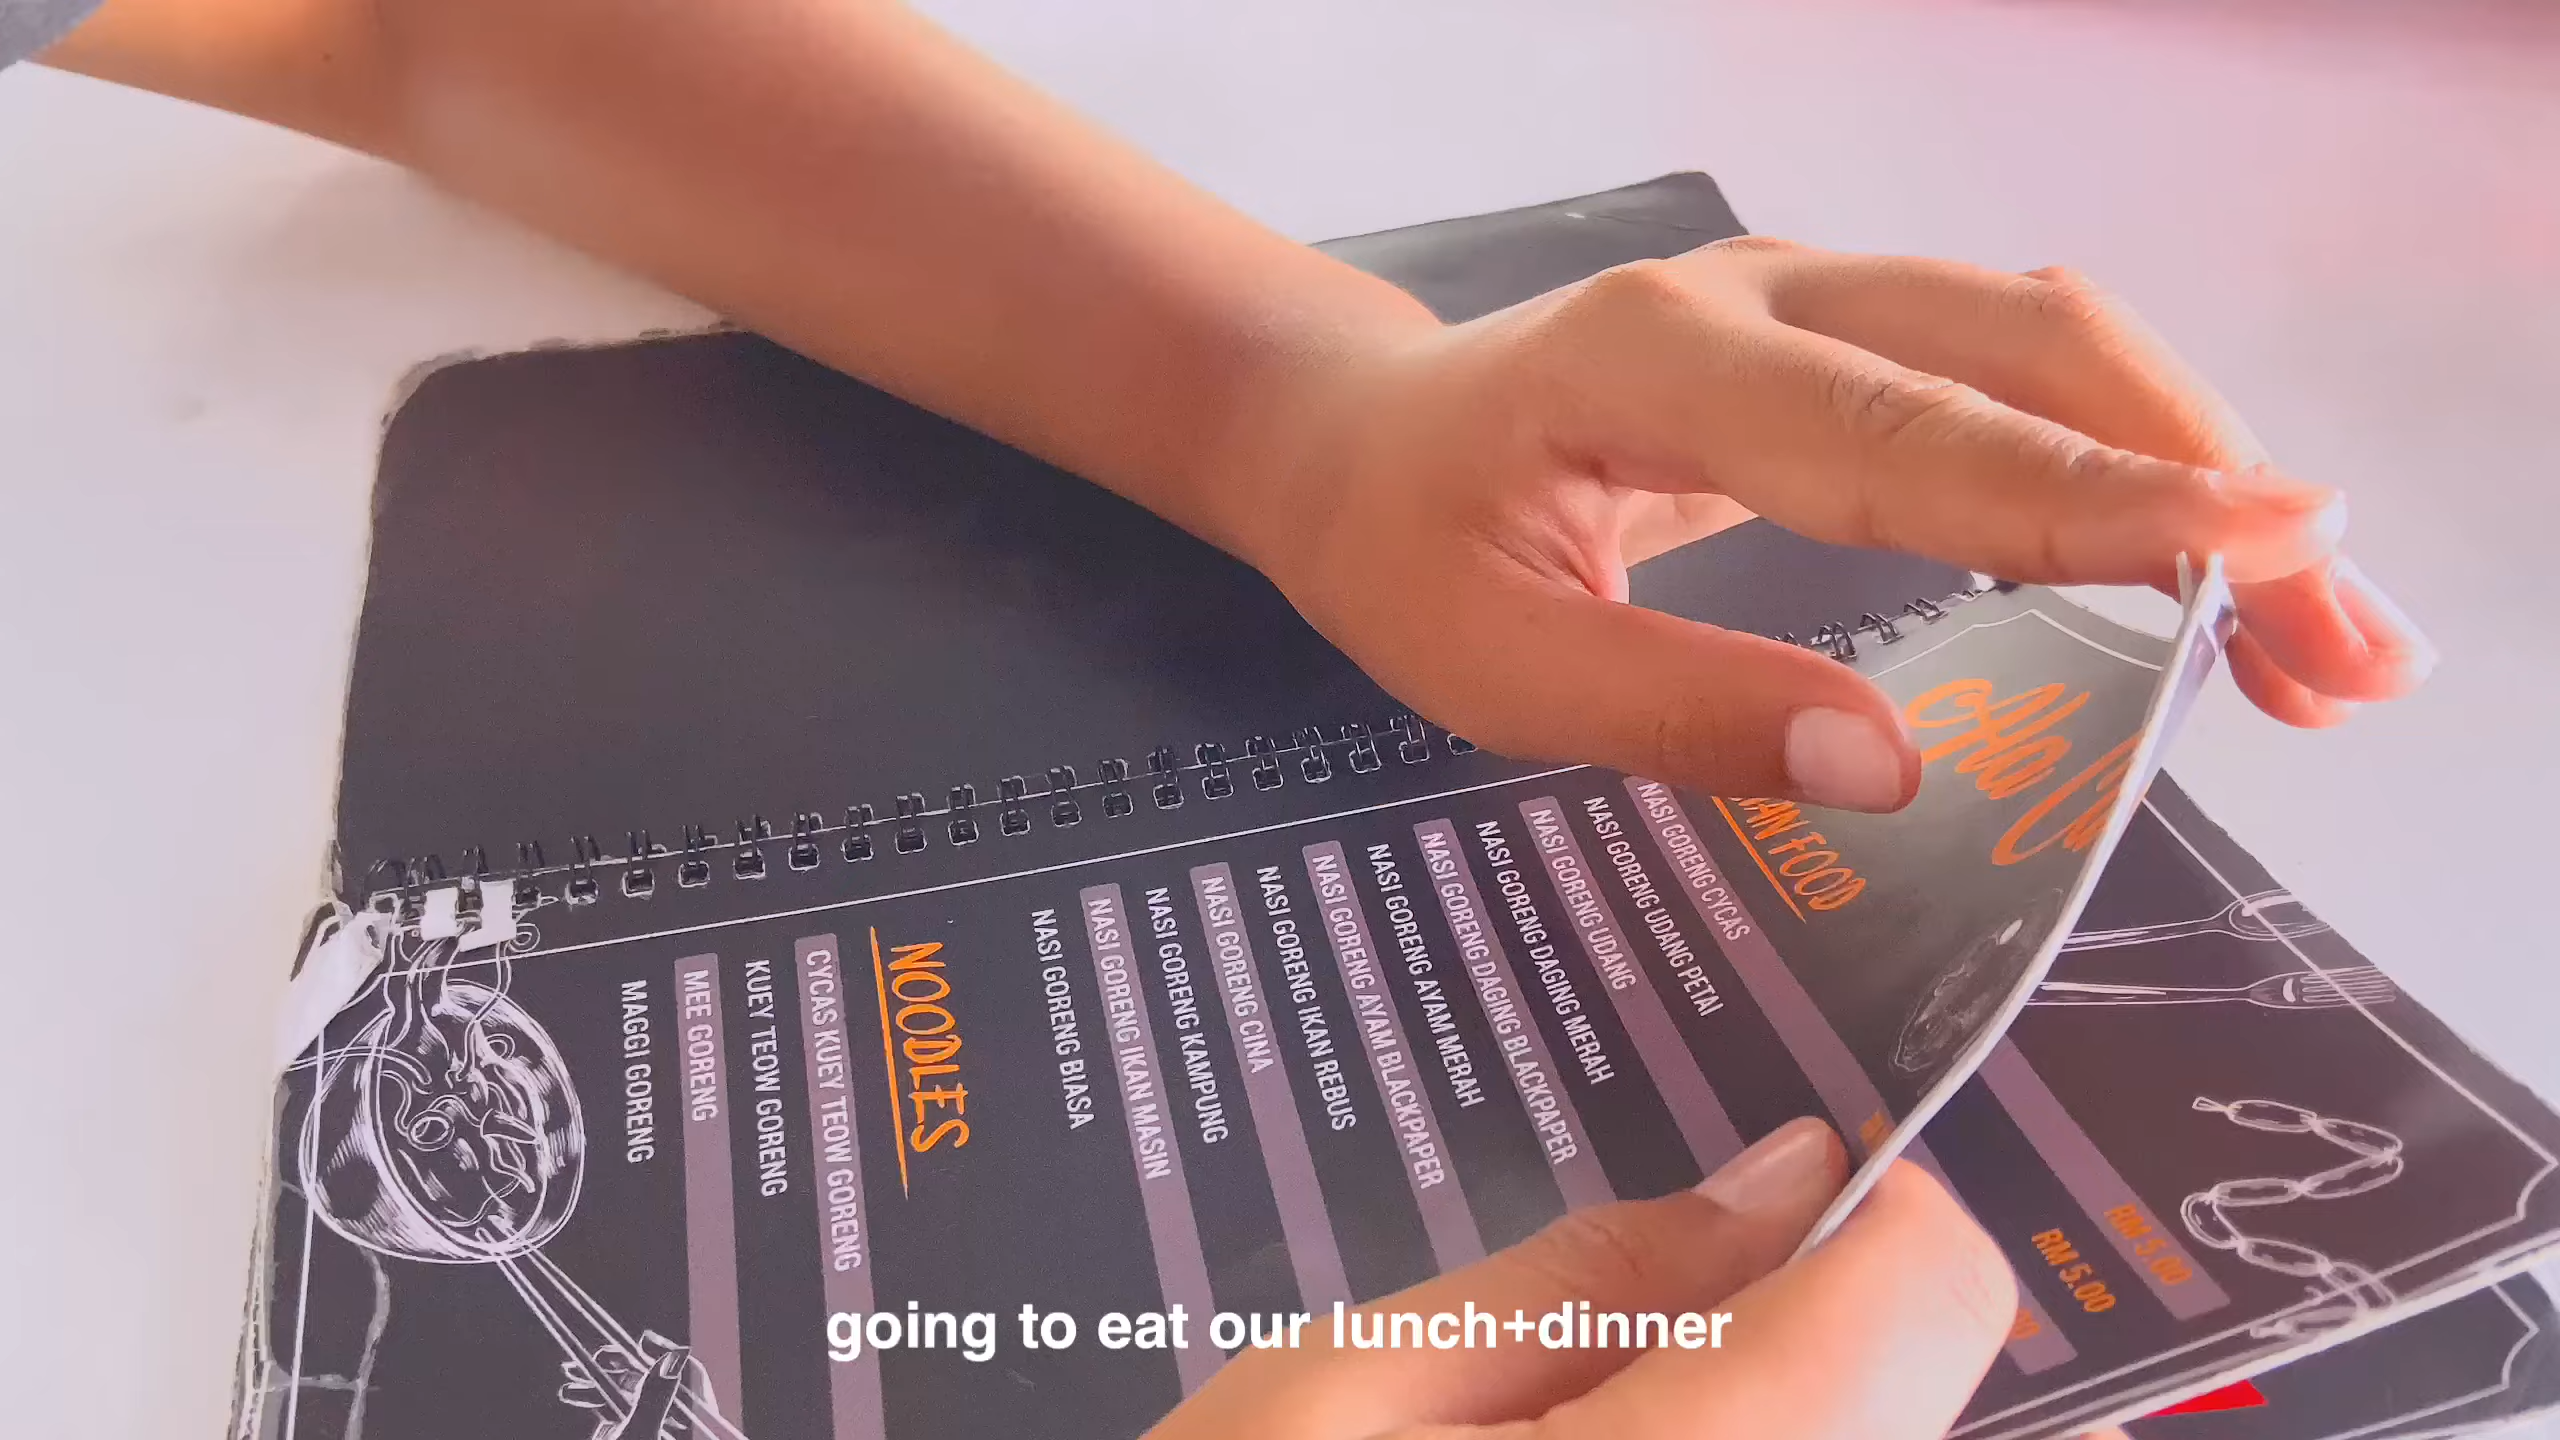 NASI GORENG CYCAS
NASI GORENG UDANG PETAI
NASI GORENG UDANG
NASI GORENG DAGING MERAH
NASI GORENG DAGING BLACKPAPER
NASI GORENG AYAM MERAH
NASI GORENG AYAM BLACKPAPER
NASI GORENG IKAN REBUS
NASI GORENG CINA
NASI GORENG KAMPUNG
NASI GORENG IKAN MASIN
NASI GORENG BIASA
NOODLES
CYCAS KUEY TEOW GORENG
KUEY TEOW GORENG
MEE GORENG
MAGGI GORENG
RM 5.00
RM 5.00
going to eat our lunch+dinner